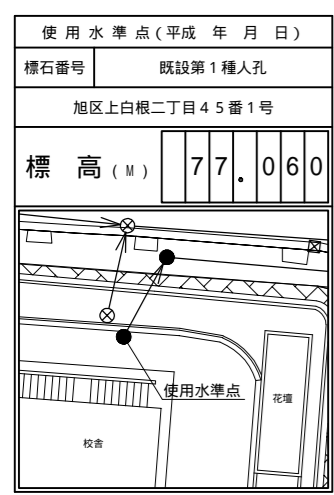 使用水準点(平成 年 月 日)
標石番号 既設第1種人孔
旭区上白根二丁目45番1号
標高(M) 77.060
使用水準点
花壇
校舎